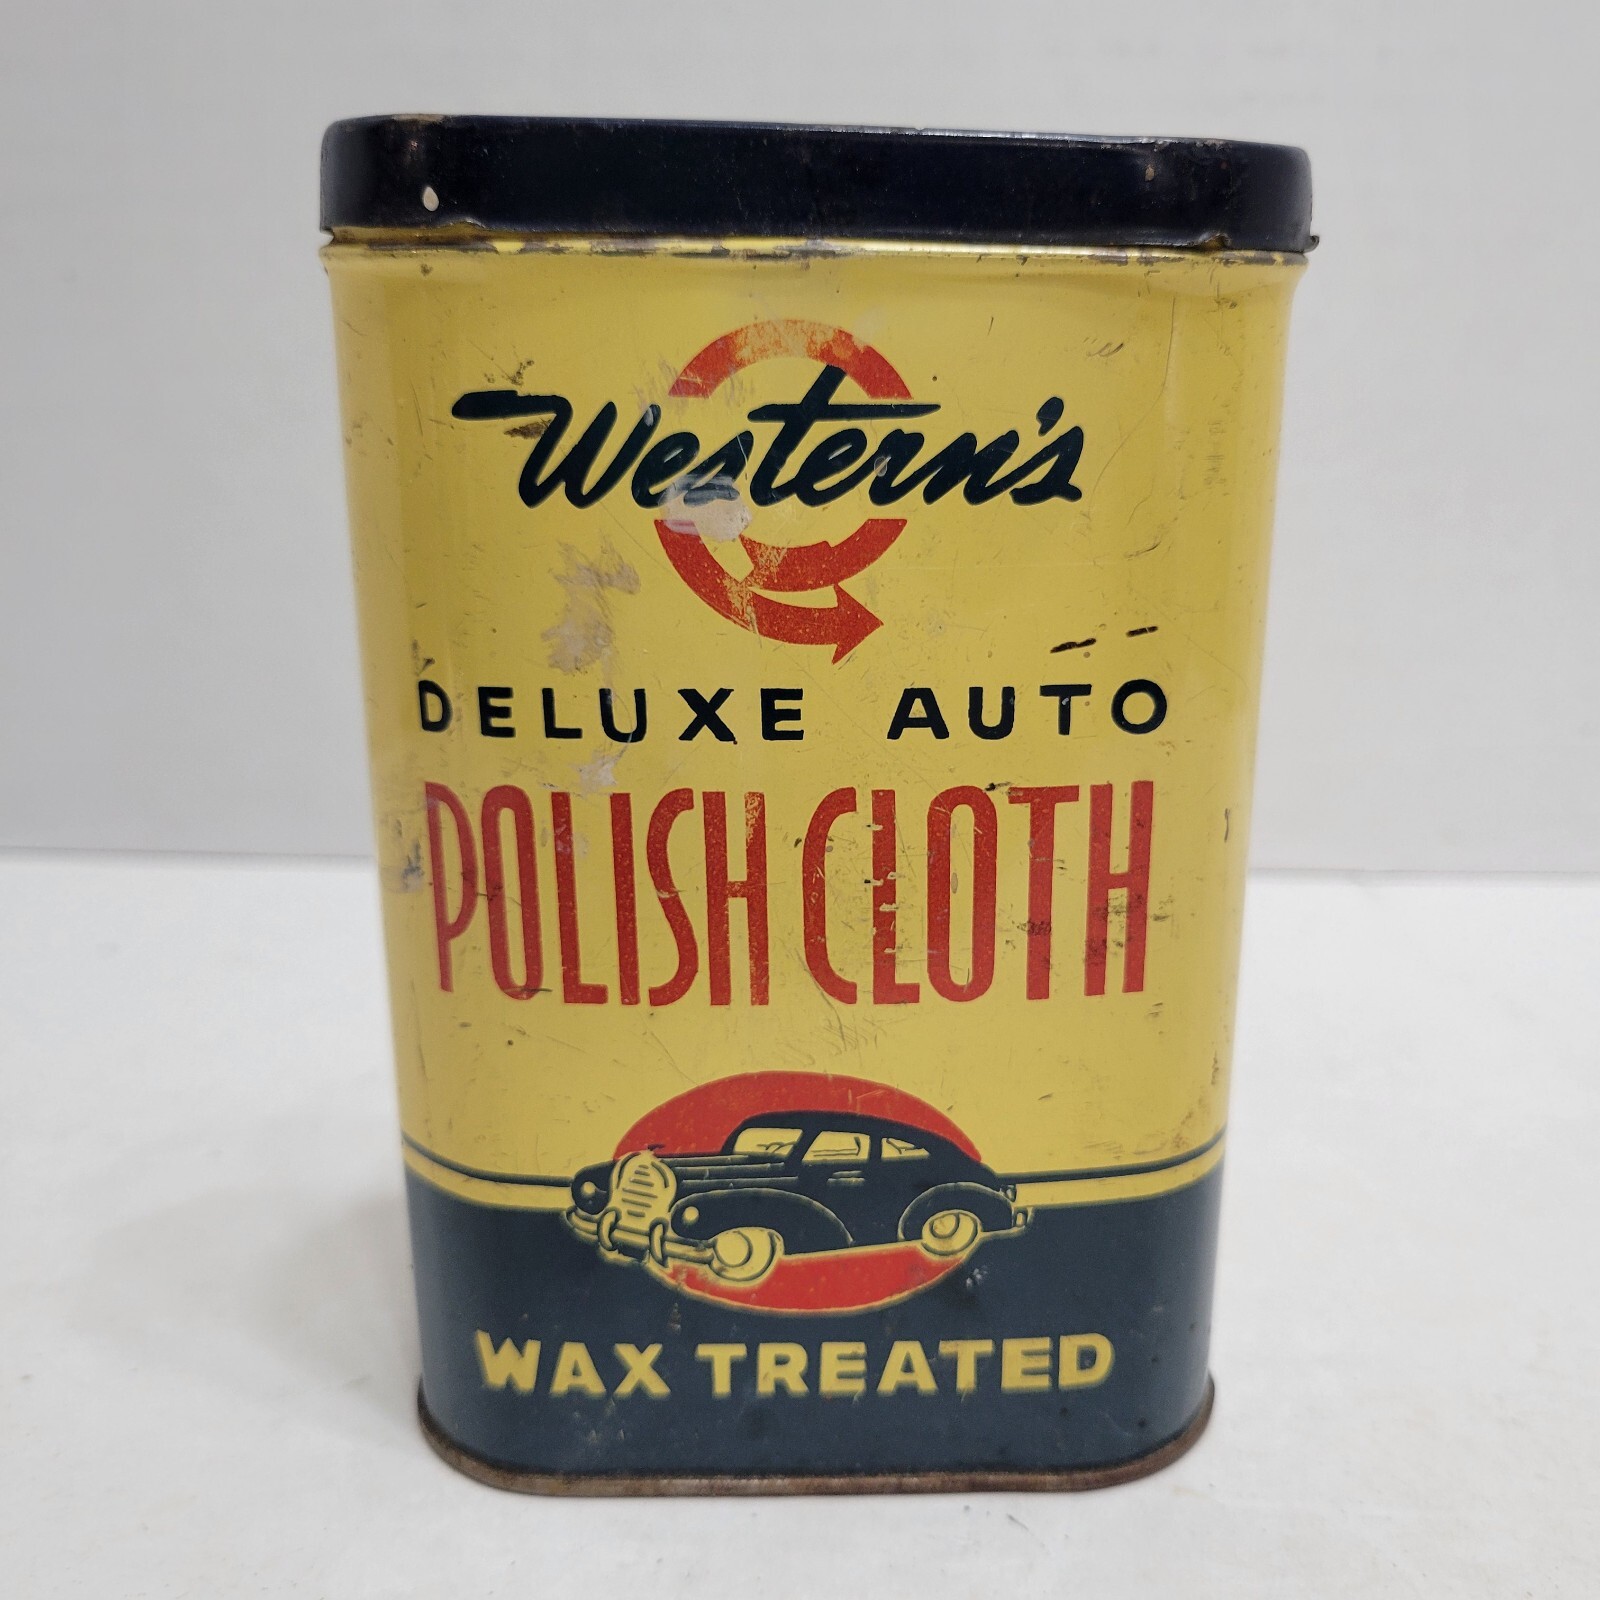 Western's
DELUXE AUTO
POLISH CLOTH
WAX TREATED